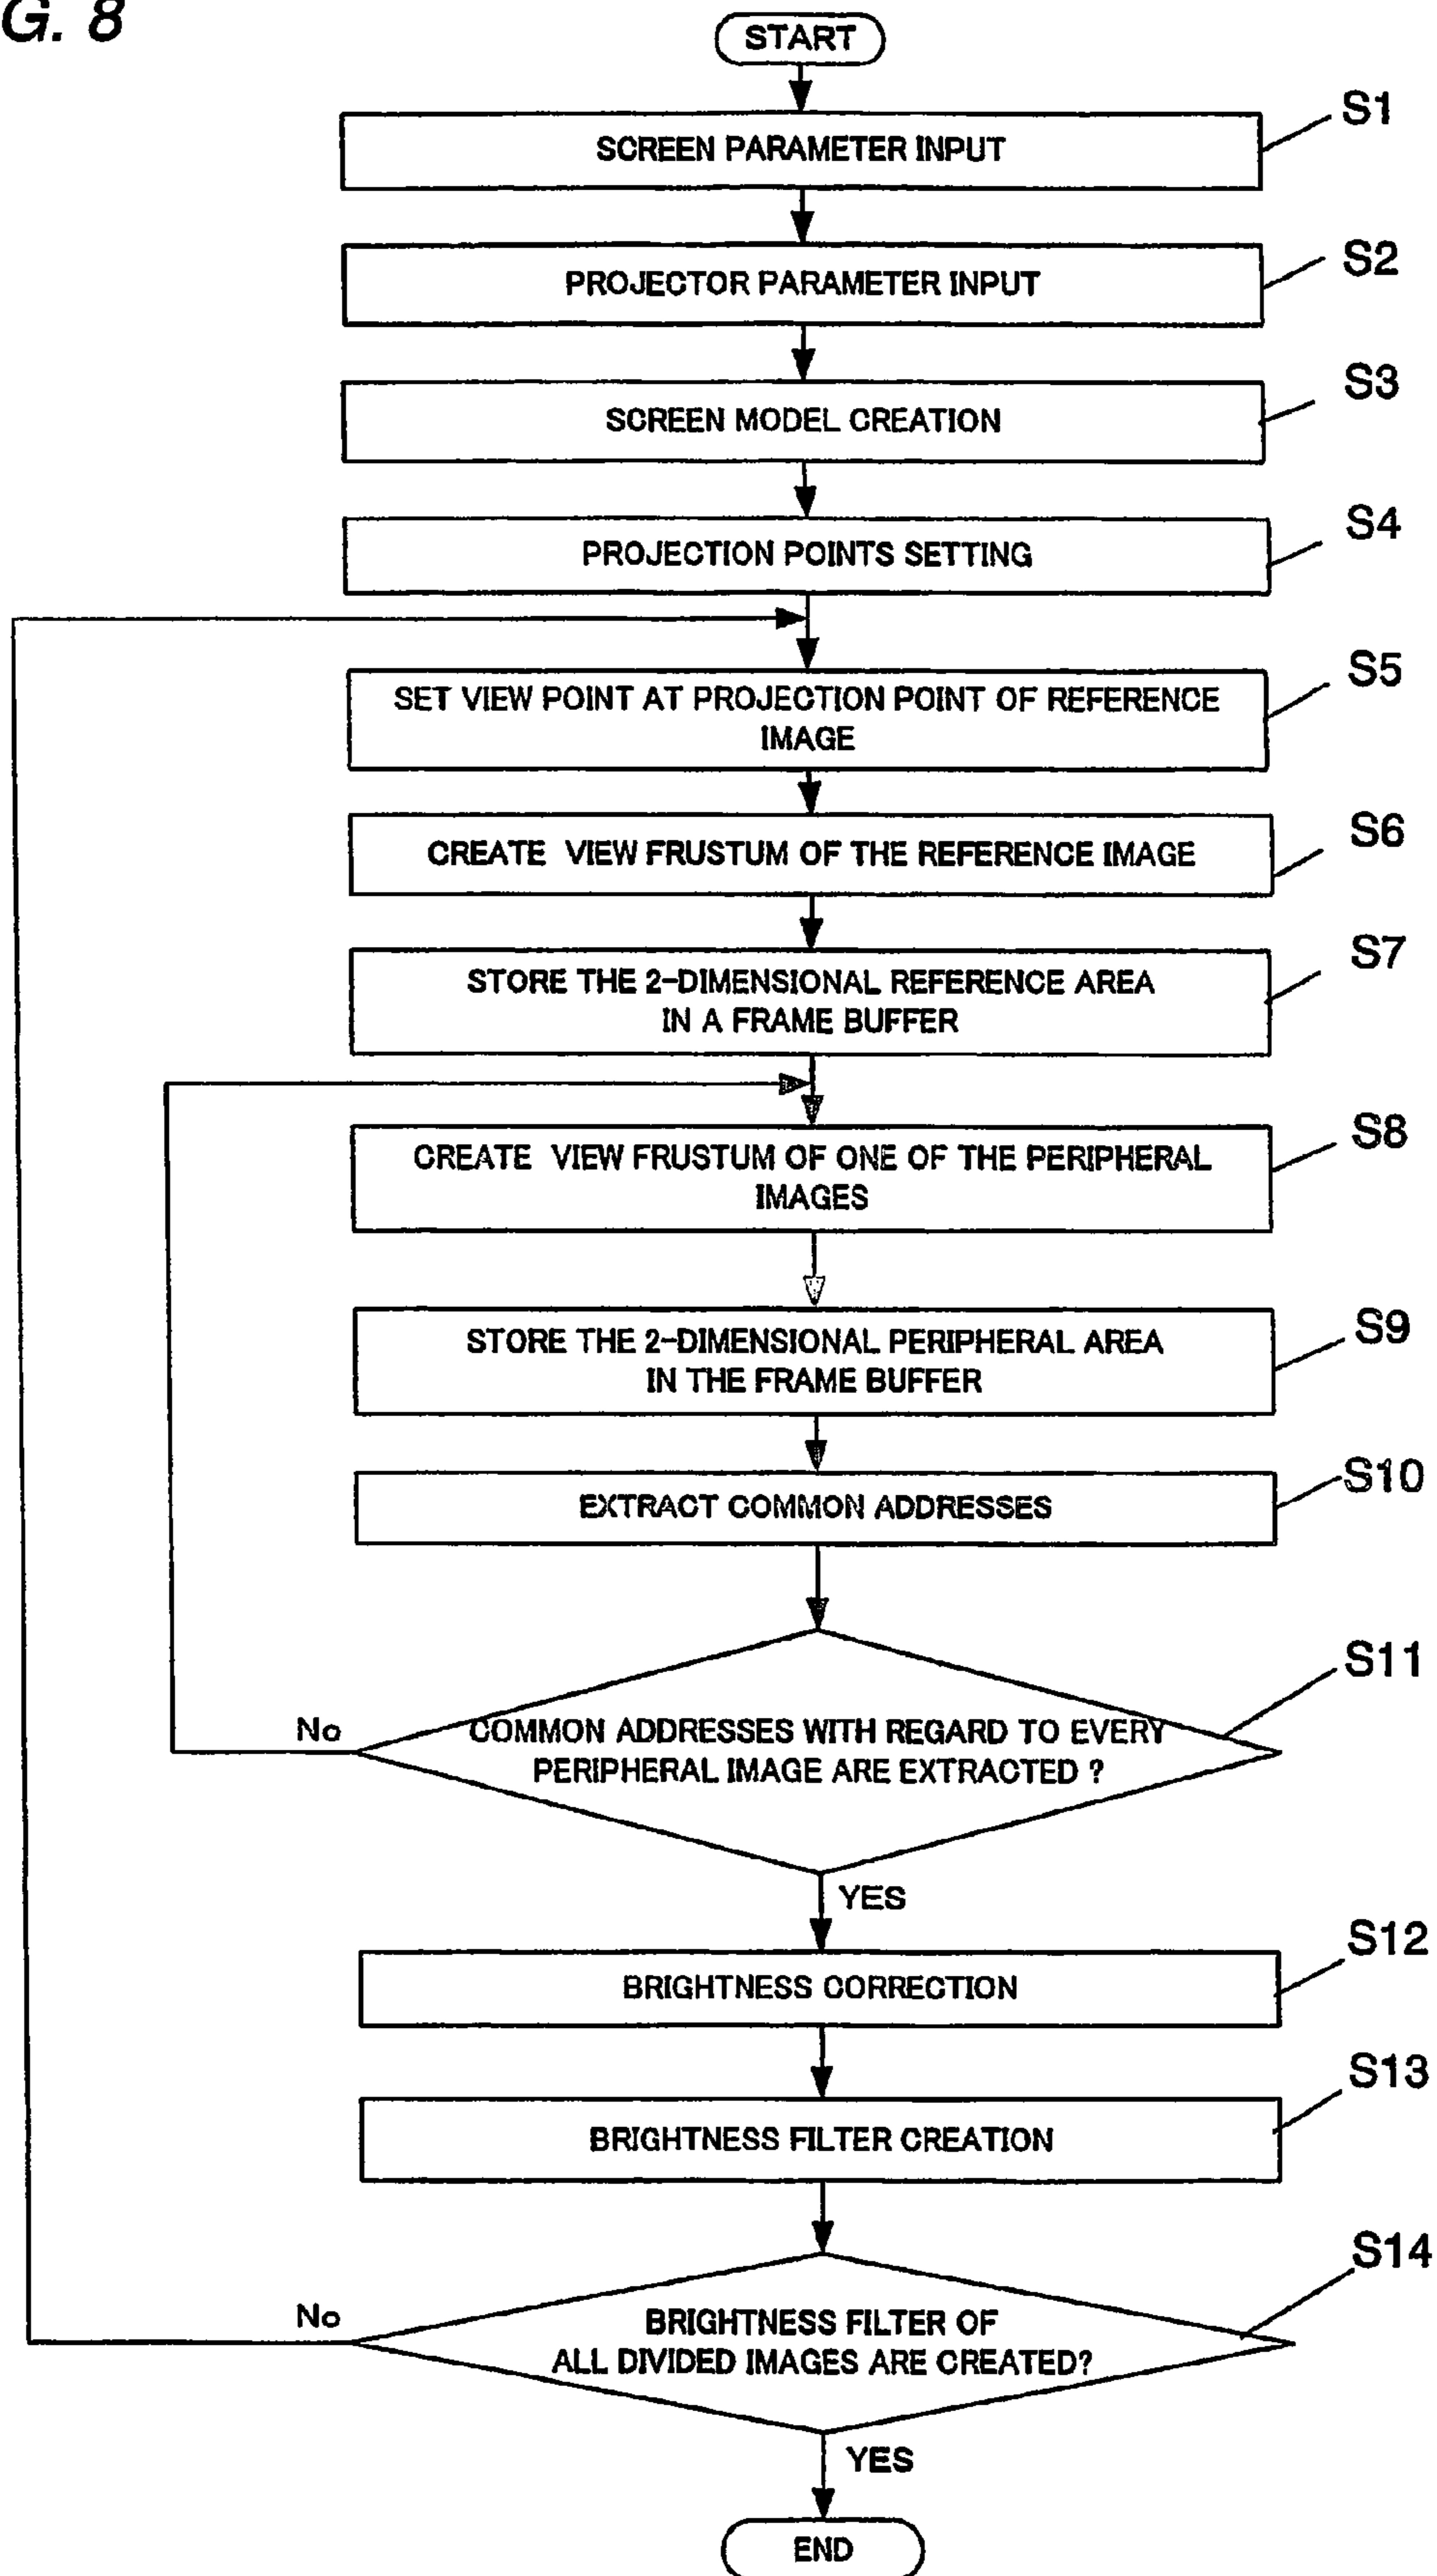 G. 8
START
SCREEN PARAMETER INPUT
S1
PROJECTOR PARAMETER INPUT
S2
SCREEN MODEL CREATION
S3
PROJECTION POINTS SETTING
S4
SET VIEW POINT AT PROJECTION POINT OF REFERENCE
IMAGE
S5
CREATE VIEW FRUSTUM OF THE REFERENCE IMAGE
S6
STORE THE 2-DIMENSIONAL REFERENCE AREA
IN A FRAME BUFFER
S7
CREATE VIEW FRUSTUM OF ONE OF THE PERIPHERAL
IMAGES
S8
STORE THE 2-DIMENSIONAL PERIPHERAL AREA
IN THE FRAME BUFFER
S9
EXTRACT COMMON ADDRESSES
S10
COMMON ADDRESSES WITH REGARD TO EVERY
PERIPHERAL IMAGE ARE EXTRACTED ?
S11
No
YES
BRIGHTNESS CORRECTION
S12
BRIGHTNESS FILTER CREATION
S13
BRIGHTNESS FILTER OF
ALL DIVIDED IMAGES ARE CREATED?
S14
No
YES
END